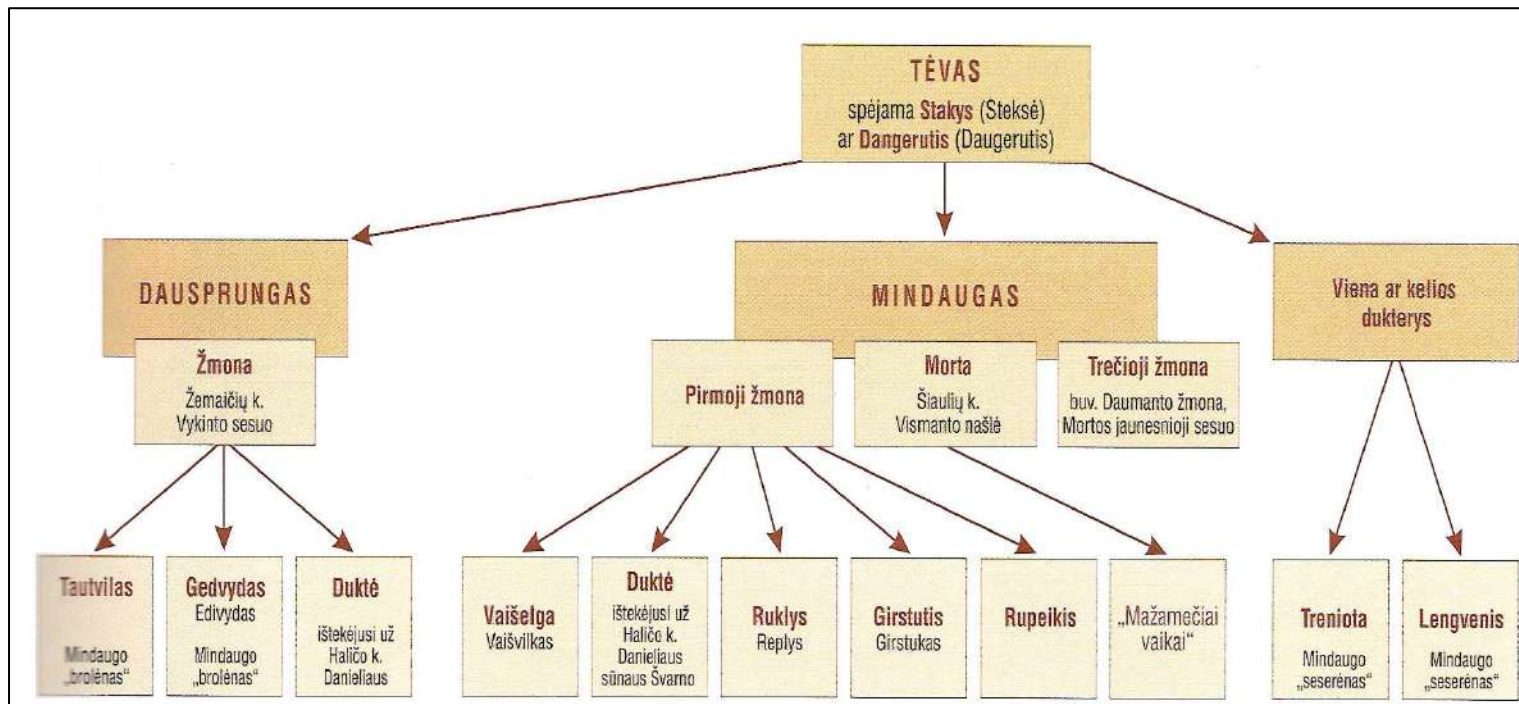 TĖVAS
spėjama Stakys (Steksė)
ar Dangerutis (Daugerutis)
DAUSPRUNGAS
MINDAUGAS
Viena ar kelios
dukterys
Žmona
Žemaičių k.
Vykinto sesuo
Pirmoji žmona
Morta
Šiaulių k.
Vismanto našlė
Trečioji žmona
buv. Daumanto žmona,
Mortos jaunesnioji sesuo
Tautvilas
Mindaugo
„brolėnas“
Gedvydas
Edivydas
Mindaugo
„brolėnas“
Duktė
ištekėjusi už
Haličo k.
Danieliaus
Vaišelga
Vaišvilkas
Duktė
ištekėjusi už
Haličo k.
Danieliaus
sūnaus Švarno
Ruklys
Replys
Girstutis
Girstukas
Rupeikis
„Mažamečiai
vaikai“
Treniota
Mindaugo
„seserėnas“
Lengvenis
Mindaugo
„seserėnas“